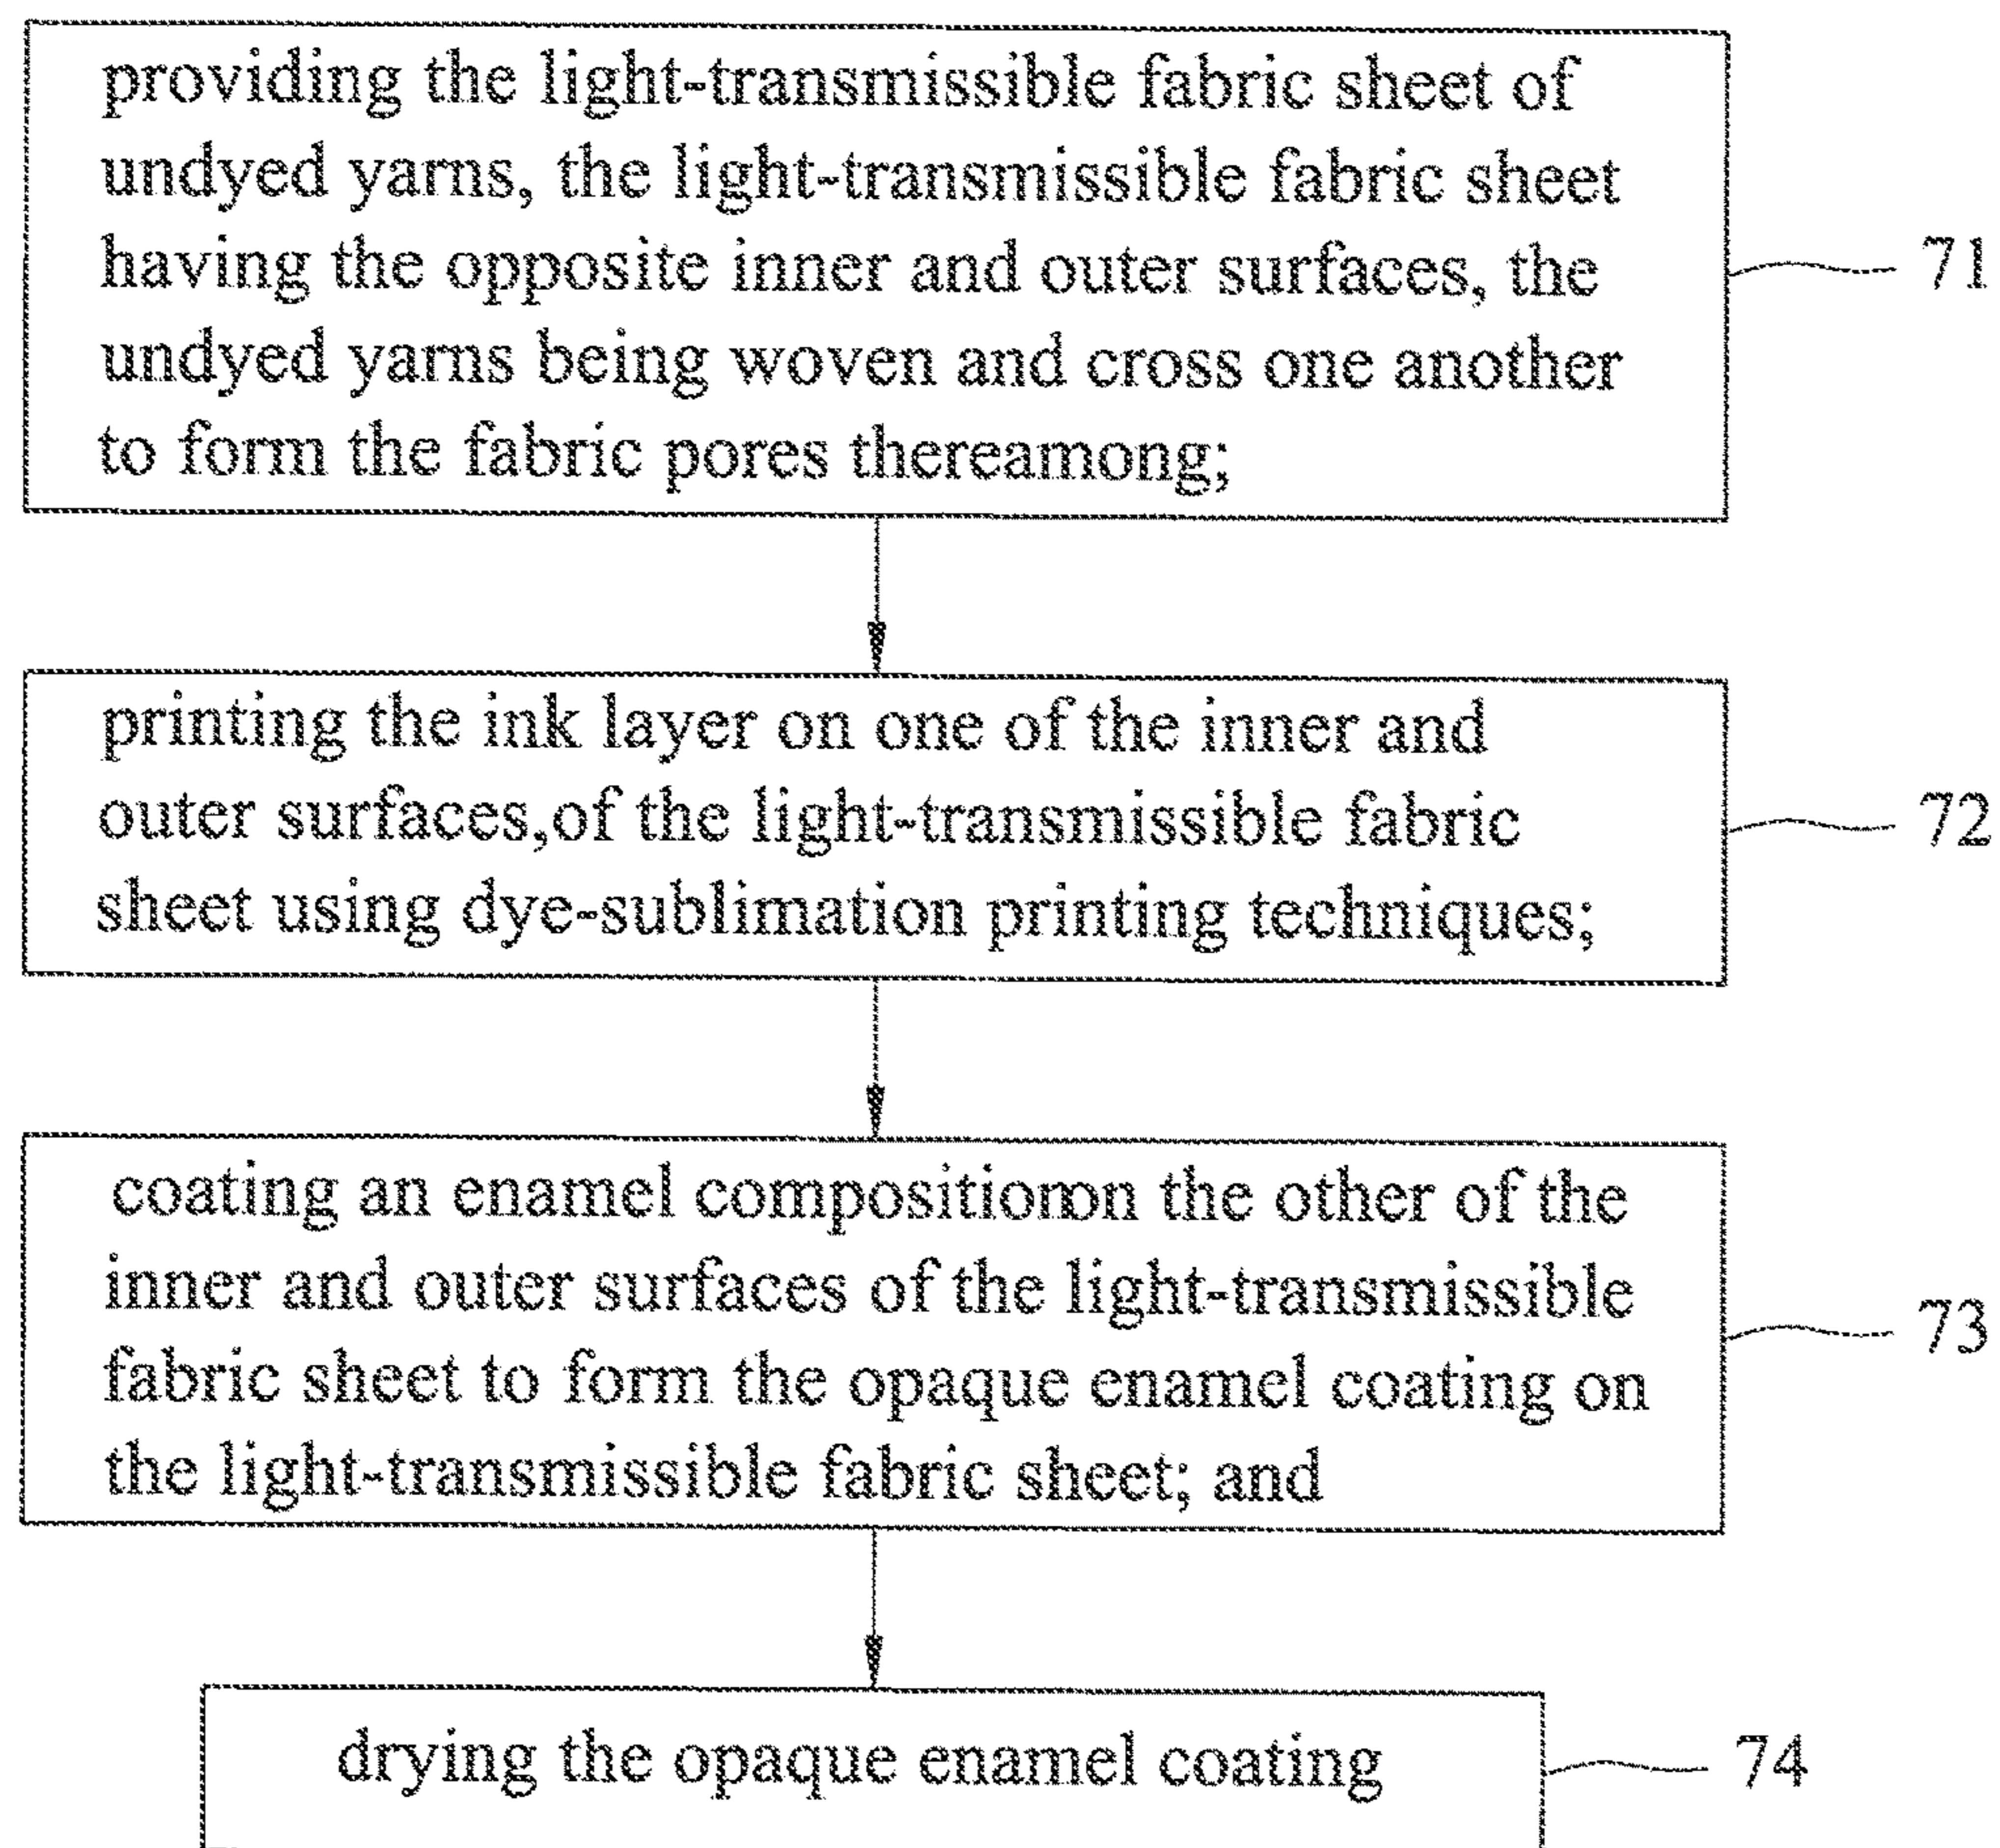 providing the light-transmissible fabric sheet of
undyed yarns, the light-transmissible fabric sheet
having the opposite inner and outer surfaces, the
undyed yarns being woven and cross one another
to form the fabric pores thereamong;
71
printing the ink layer on one of the inner and
outer surfaces,of the light-transmissible fabric
sheet using dye-sublimation printing techniques;
72
coating an enamel compositionon the other of the
inner and outer surfaces of the light-transmissible
fabric sheet to form the opaque enamel coating on
the light-transmissible fabric sheet; and
73
drying the opaque enamel coating
74